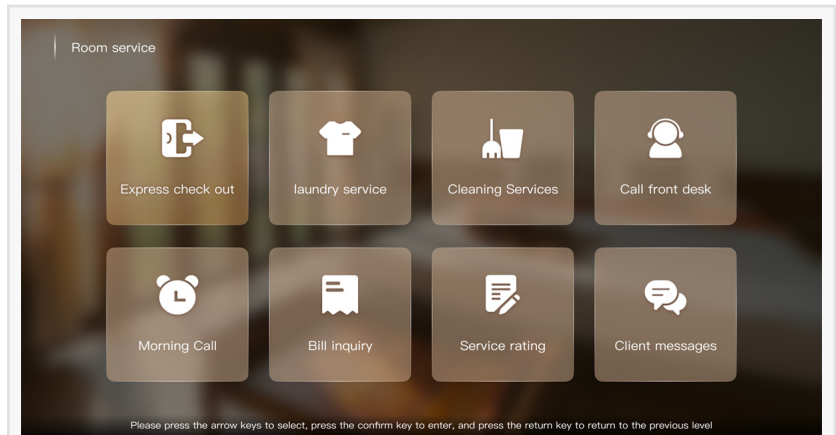 Room service
Express check out
laundry service
Cleaning Services
Call front desk
Morning Call
Bill inquiry
Service rating
Client messages
Please press the arrow keys to select, press the confirm key to enter, and press the return key to return to the previous level